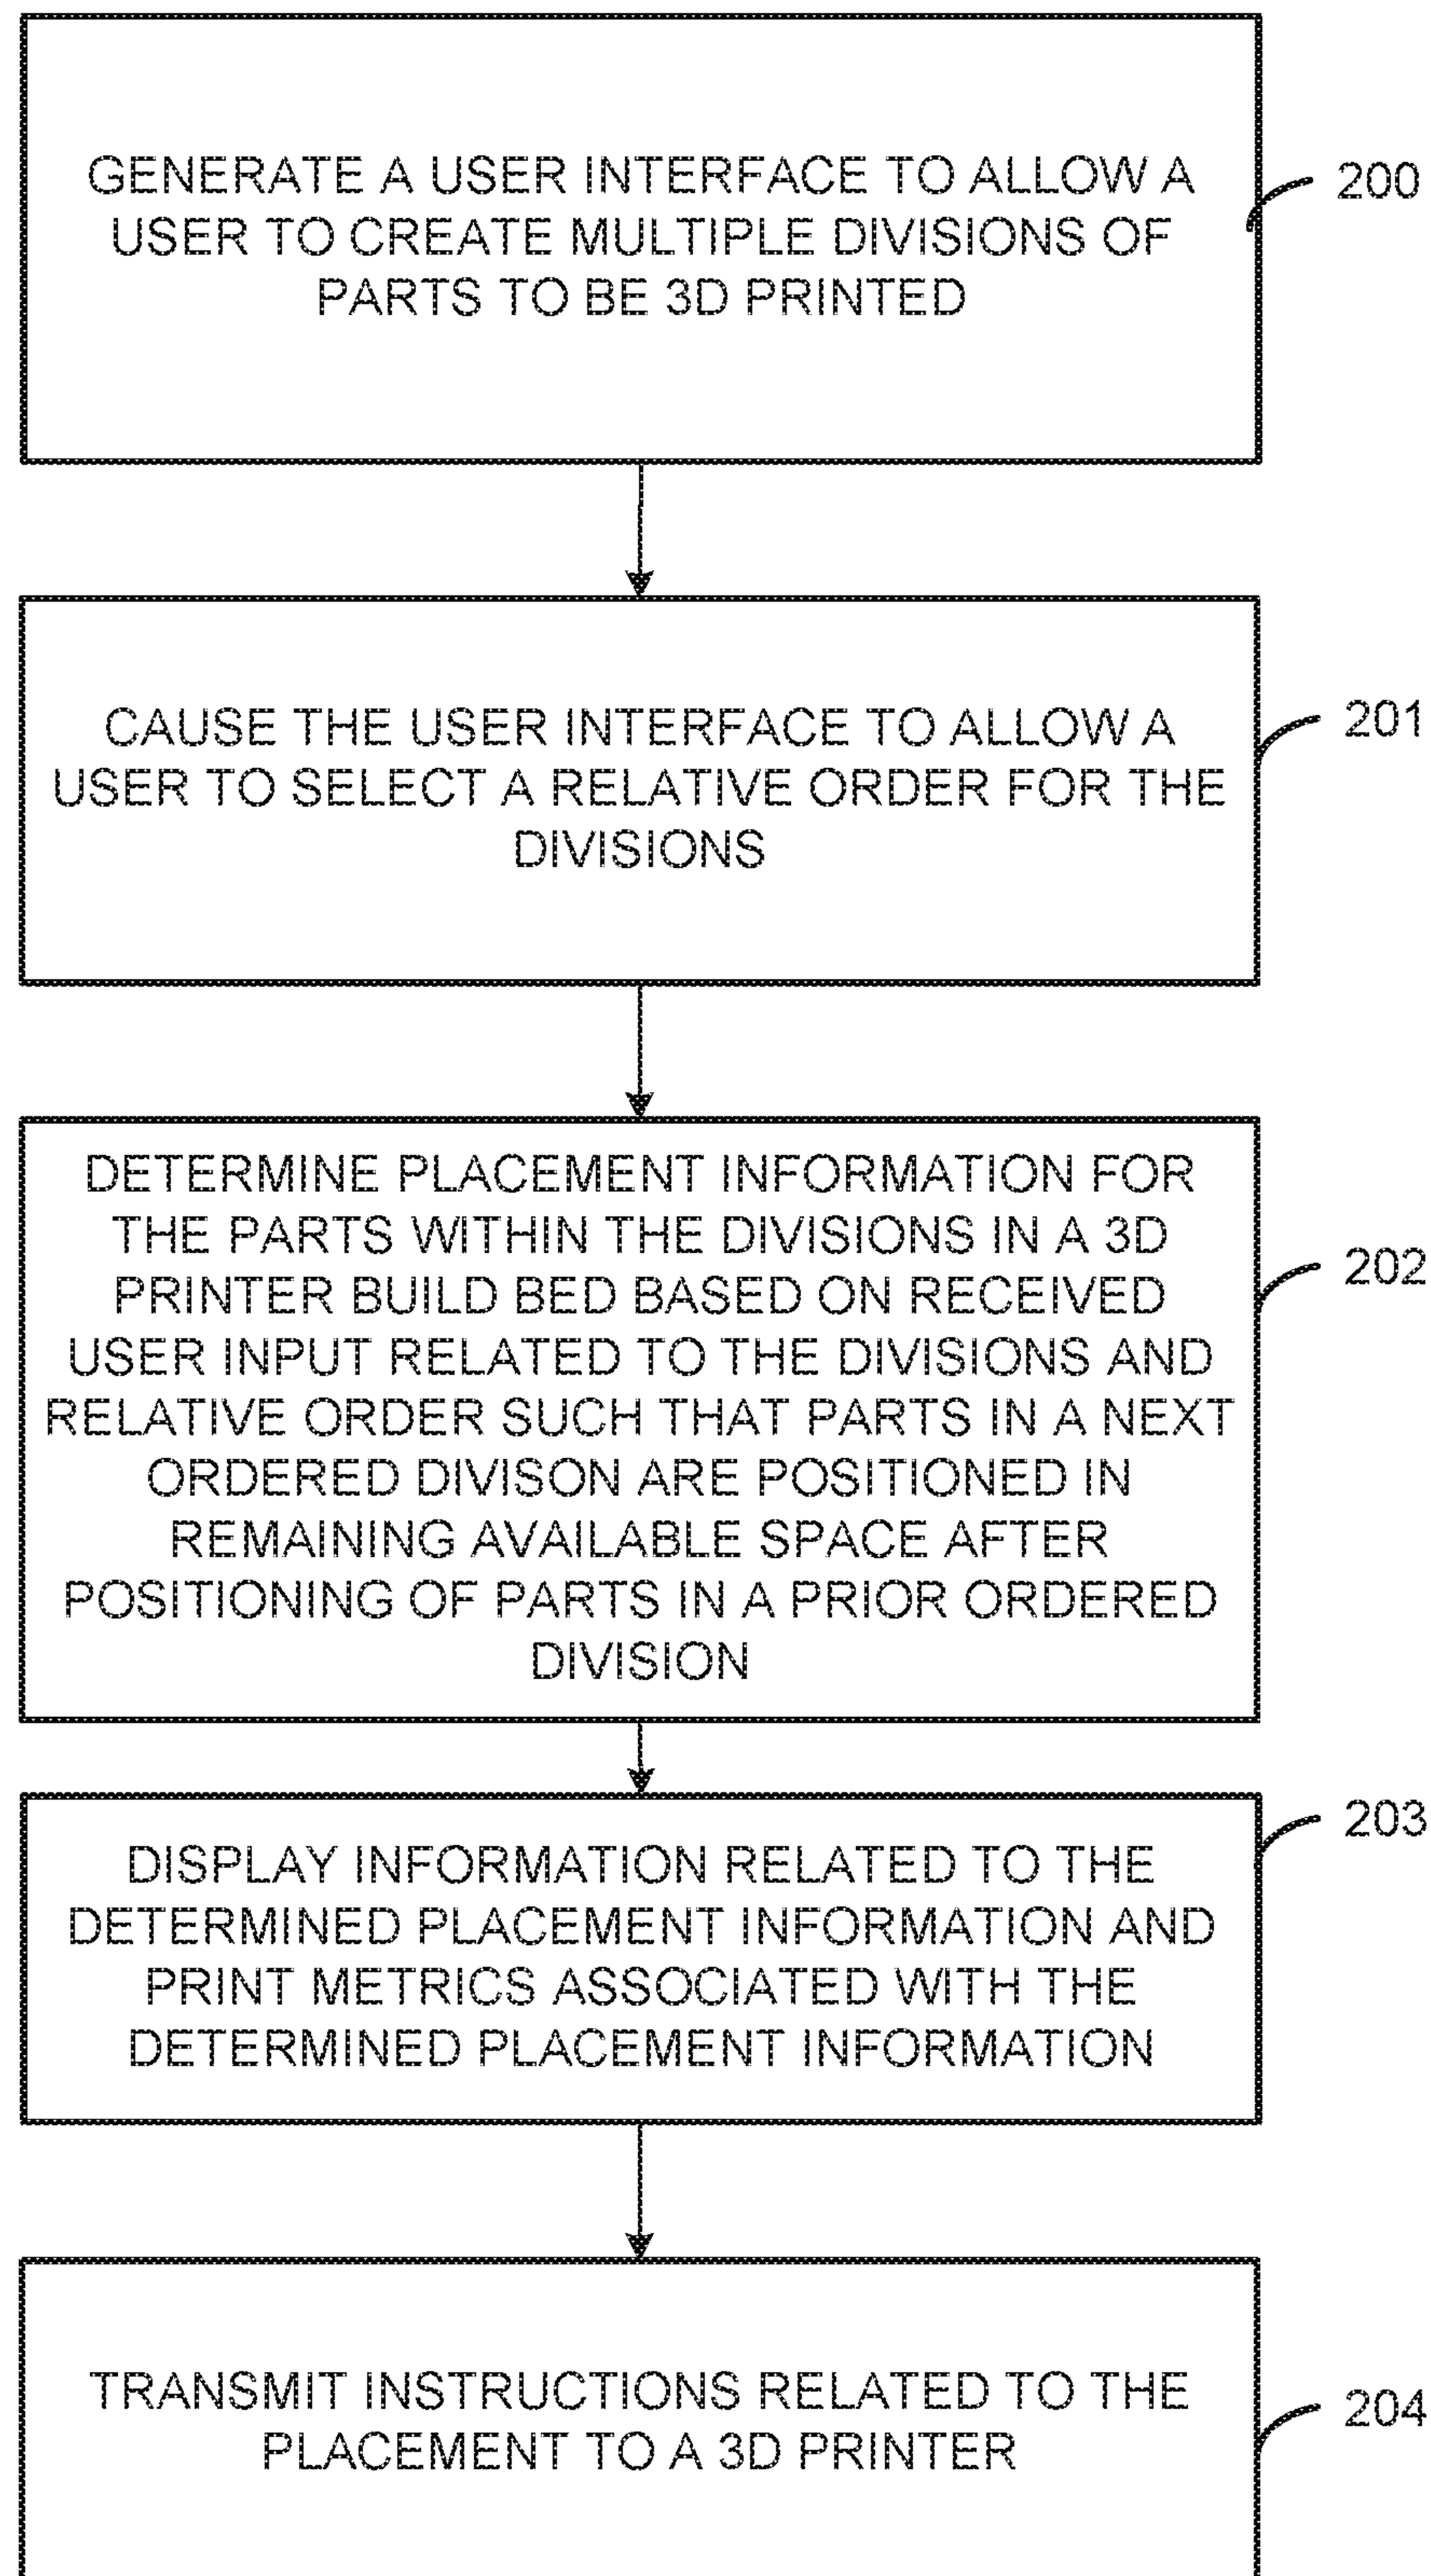 GENERATE A USER INTERFACE TO ALLOW A
USER TO CREATE MULTIPLE DIVISIONS OF
PARTS TO BE 3D PRINTED
200
CAUSE THE USER INTERFACE TO ALLOW A
USER TO SELECT A RELATIVE ORDER FOR THE
DIVISIONS
201
DETERMINE PLACEMENT INFORMATION FOR
THE PARTS WITHIN THE DIVISIONS IN A 3D
PRINTER BUILD BED BASED ON RECEIVED
USER INPUT RELATED TO THE DIVISIONS AND
RELATIVE ORDER SUCH THAT PARTS IN A NEXT
ORDERED DIVISON ARE POSITIONED IN
REMAINING AVAILABLE SPACE AFTER
POSITIONING OF PARTS IN A PRIOR ORDERED
DIVISION
202
DISPLAY INFORMATION RELATED TO THE
DETERMINED PLACEMENT INFORMATION AND
PRINT METRICS ASSOCIATED WITH THE
DETERMINED PLACEMENT INFORMATION
203
TRANSMIT INSTRUCTIONS RELATED TO THE
PLACEMENT TO A 3D PRINTER
204